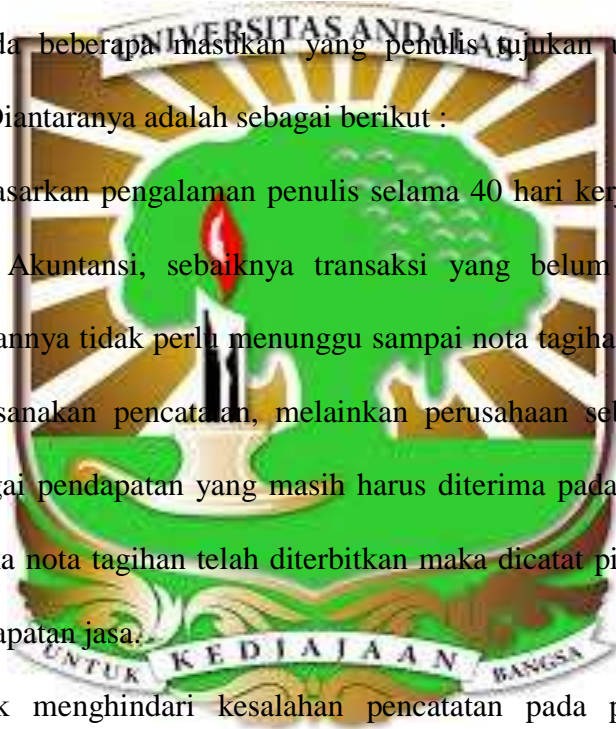 UNIVERSITAS ANDALAS
da beberapa masukan yang penulis tujukan
Diantaranya adalah sebagai berikut :
asarkan pengalaman penulis selama 40 hari ker
Akuntansi, sebaiknya transaksi yang belum
annya tidak perlu menunggu sampai nota tagiha
sanakan pencatatan, melainkan perusahaan seb
gai pendapatan yang masih harus diterima pada
a nota tagihan telah diterbitkan maka dicatat pi
apatan jasa.
UNTUK KEDJAJAAN BANGSA
k menghindari kesalahan pencatatan pada p